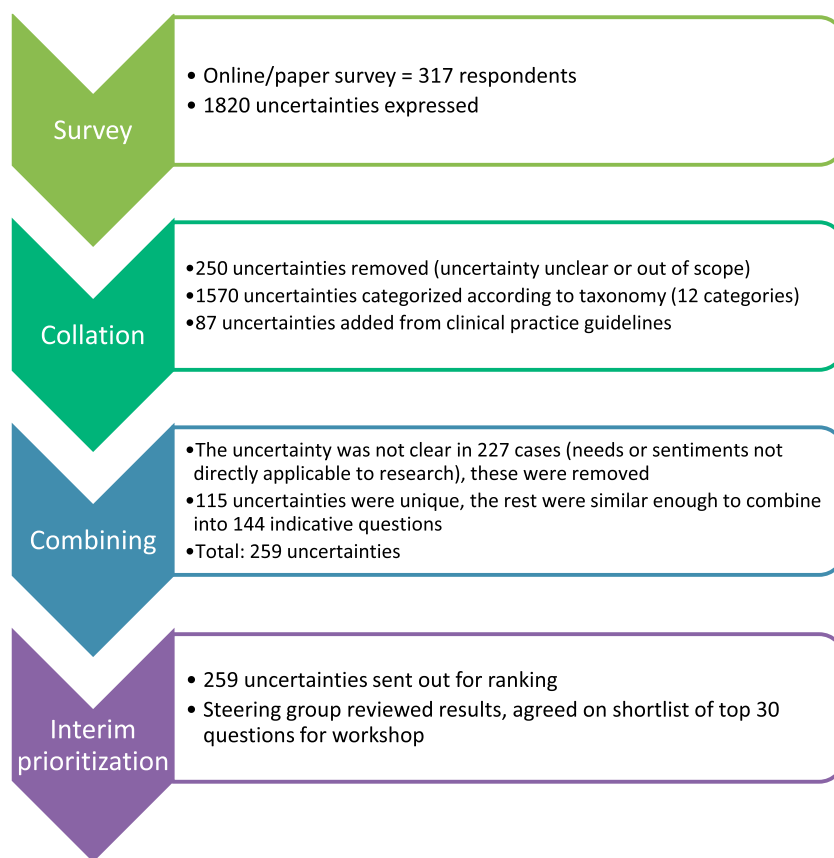 Survey
• Online/paper survey = 317 respondents
• 1820 uncertainties expressed
Collation
•250 uncertainties removed (uncertainty unclear or out of scope)
•1570 uncertainties categorized according to taxonomy (12 categories)
•87 uncertainties added from clinical practice guidelines
Combining
•The uncertainty was not clear in 227 cases (needs or sentiments not
directly applicable to research), these were removed
•115 uncertainties were unique, the rest were similar enough to combine
into 144 indicative questions
•Total: 259 uncertainties
Interim
prioritization
• 259 uncertainties sent out for ranking
• Steering group reviewed results, agreed on shortlist of top 30
questions for workshop